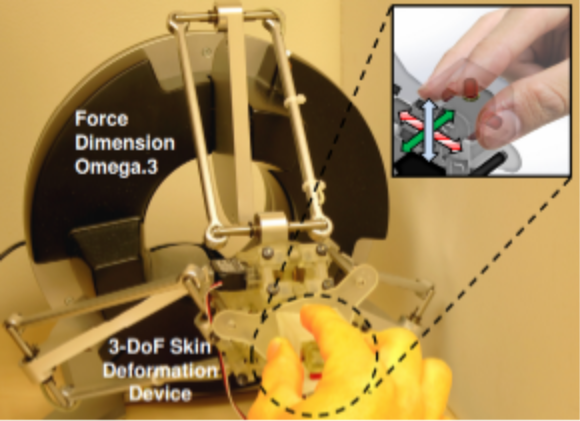 Force
Dimension
Omega.3
3-DoF Skin
Deformation
Device